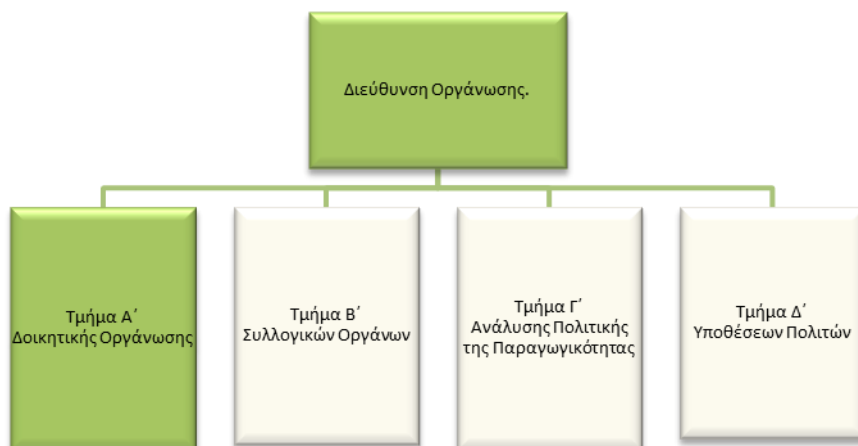 Διεύθυνση Οργάνωσης.
Τμήμα Α΄
Δοικητικής Οργάνωσης
Τμήμα Β΄
Συλλογικών Οργάνων
Τμήμα Γ΄
Ανάλυσης Πολιτικής
της Παραγωγικότητας
Τμήμα Δ΄
Υποθέσεων Πολιτών